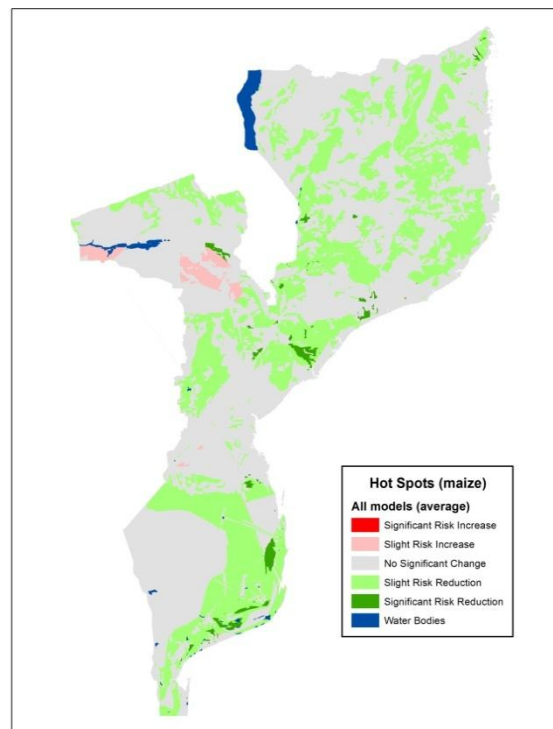 Hot Spots (maize)
All models (average)
Significant Risk Increase
Slight Risk Increase
No Significant Change
Slight Risk Reduction
Significant Risk Reduction
Water Bodies